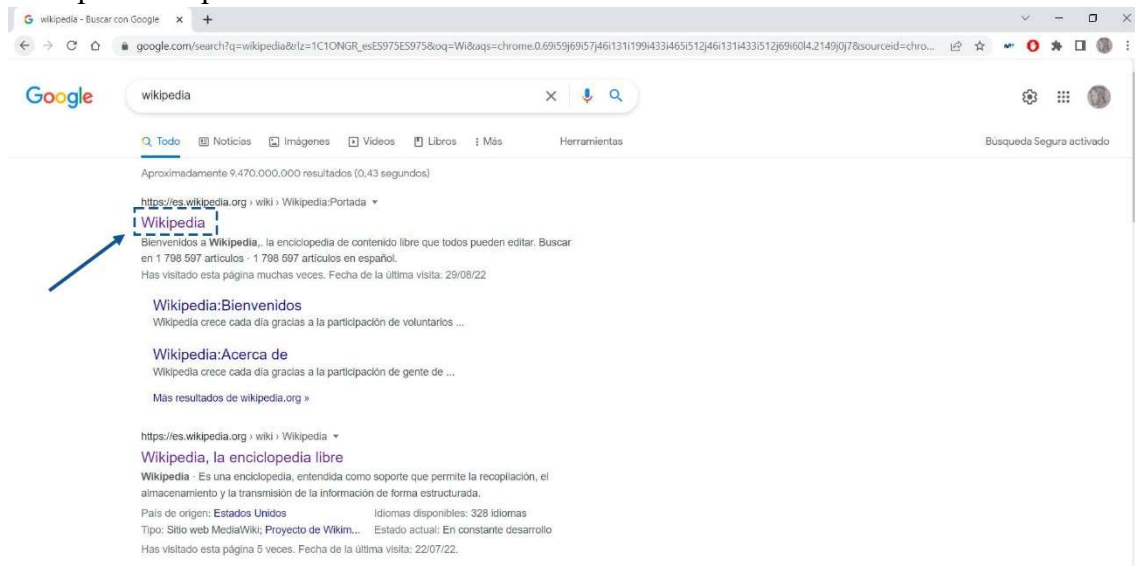 wikipedia - Buscar con Google
google.com/search?q=wikipedia&rlz=1C1ONGR_esES975ES975&oq=Wi&aqs=chrome.0.69i59j69i57j46i131i199i433i465i512j46i131i433i512j69i60l4.2149j0j7&sourceid=chro...
Google wikipedia
Todo Noticias Imágenes Videos Libros Más Herramientas Búsqueda Segura activado
Aproximadamente 9.470.000.000 resultados (0,43 segundos)
https://es.wikipedia.org › wiki › Wikipedia:Portada
Wikipedia
Bienvenidos a Wikipedia,. la enciclopedia de contenido libre que todos pueden editar. Buscar
en 1 798 597 artículos · 1 798 597 artículos en español.
Has visitado esta página muchas veces. Fecha de la última visita: 29/08/22
Wikipedia:Bienvenidos
Wikipedia crece cada día gracias a la participación de voluntarios ...
Wikipedia:Acerca de
Wikipedia crece cada día gracias a la participación de gente de ...
Más resultados de wikipedia.org »
https://es.wikipedia.org › wiki › Wikipedia
Wikipedia, la enciclopedia libre
Wikipedia · Es una enciclopedia, entendida como soporte que permite la recopilación, el
almacenamiento y la transmisión de la información de forma estructurada.
País de origen: Estados Unidos Idiomas disponibles: 328 idiomas
Tipo: Sitio web MediaWiki; Proyecto de Wikim... Estado actual: En constante desarrollo
Has visitado esta página 5 veces. Fecha de la última visita: 22/07/22.